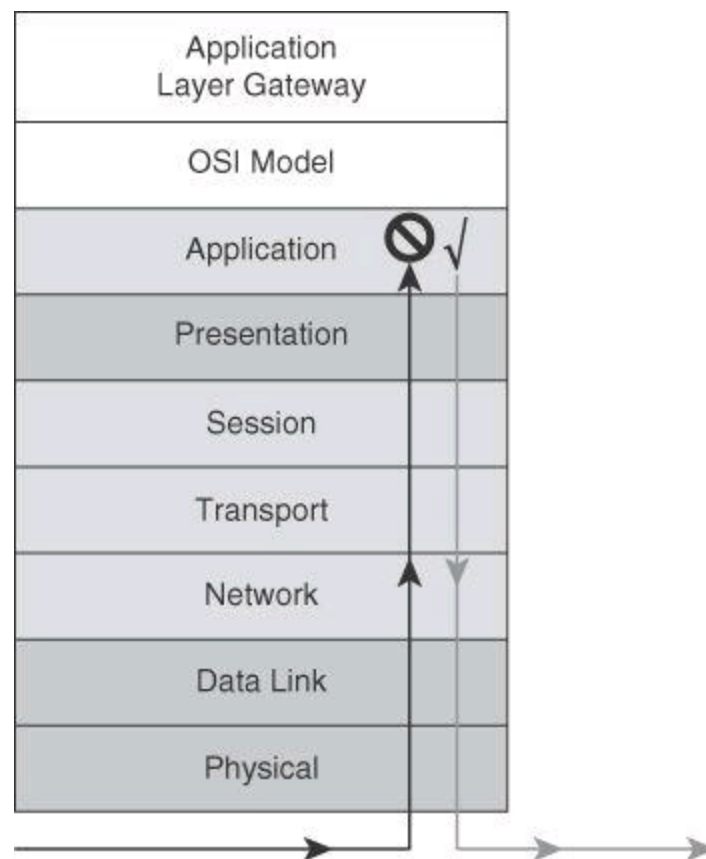 Application
Layer Gateway
OSI Model
Application
√
Presentation
Session
Transport
Network
Data Link
Physical